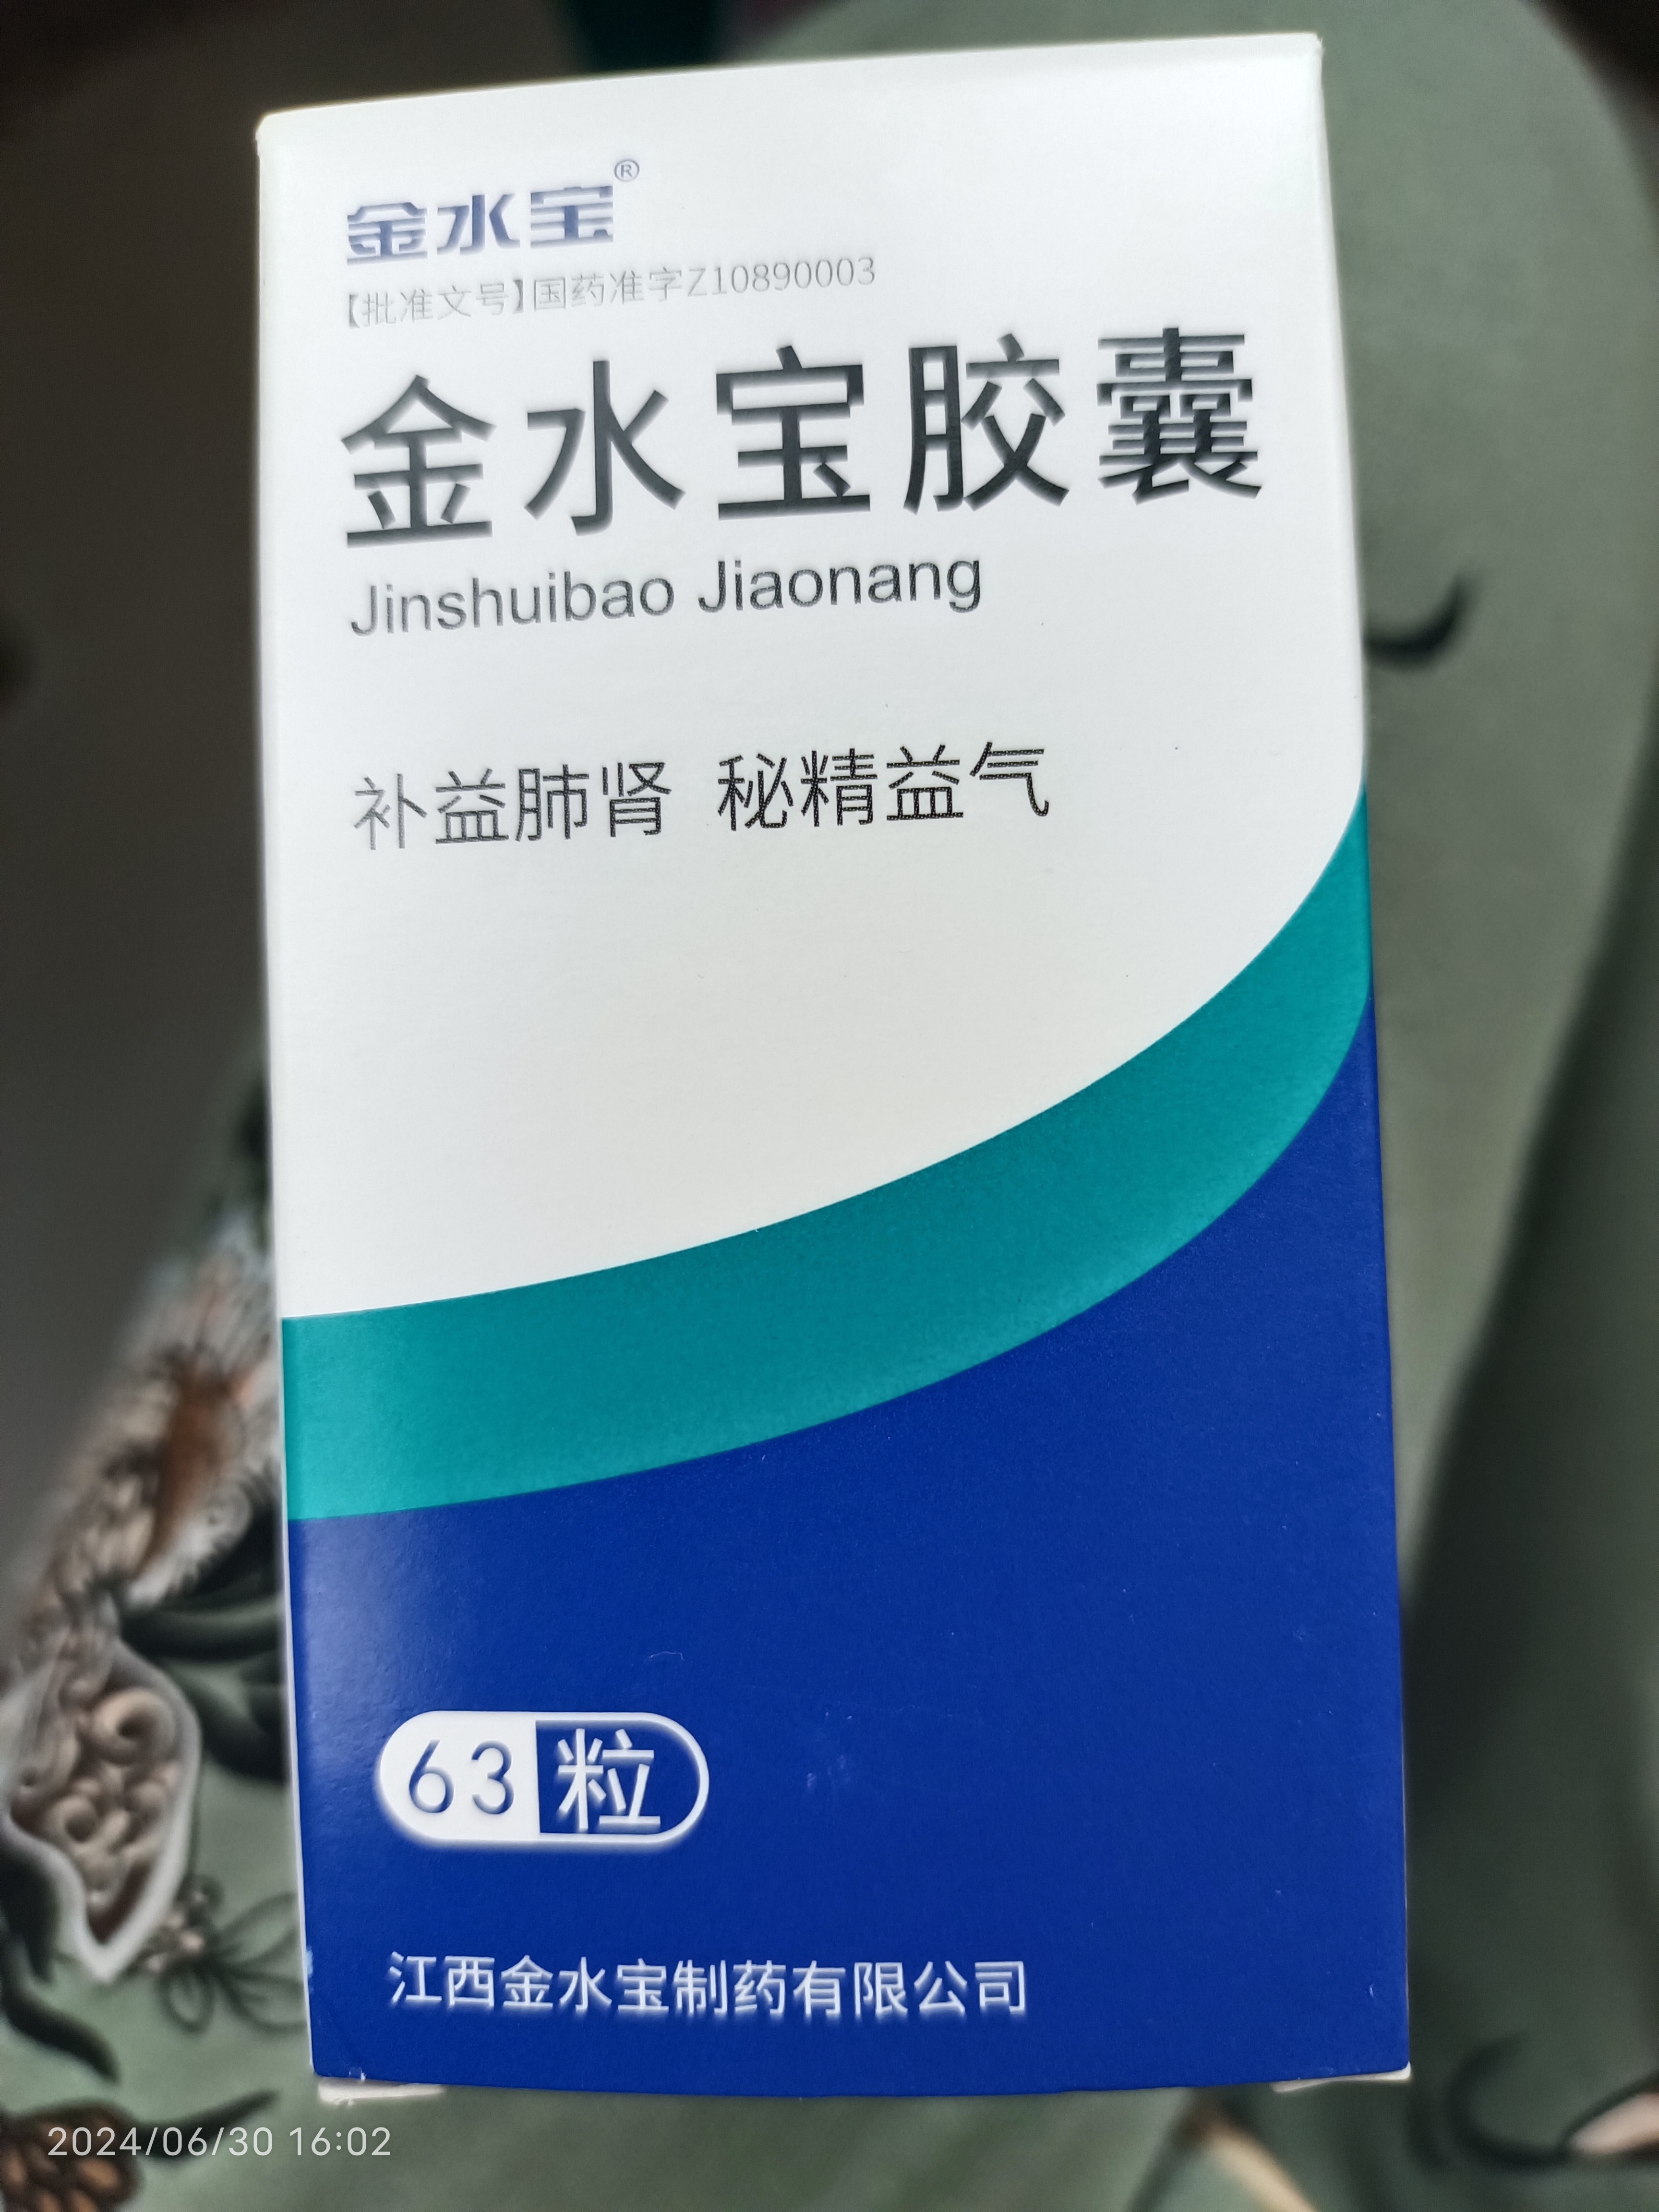 金水宝®
【批准文号】国药准字Z10890003
金水宝胶囊
Jinshuibao Jiaonang
补益肺肾 秘精益气
63粒
江西金水宝制药有限公司
2024/06/30 16:02